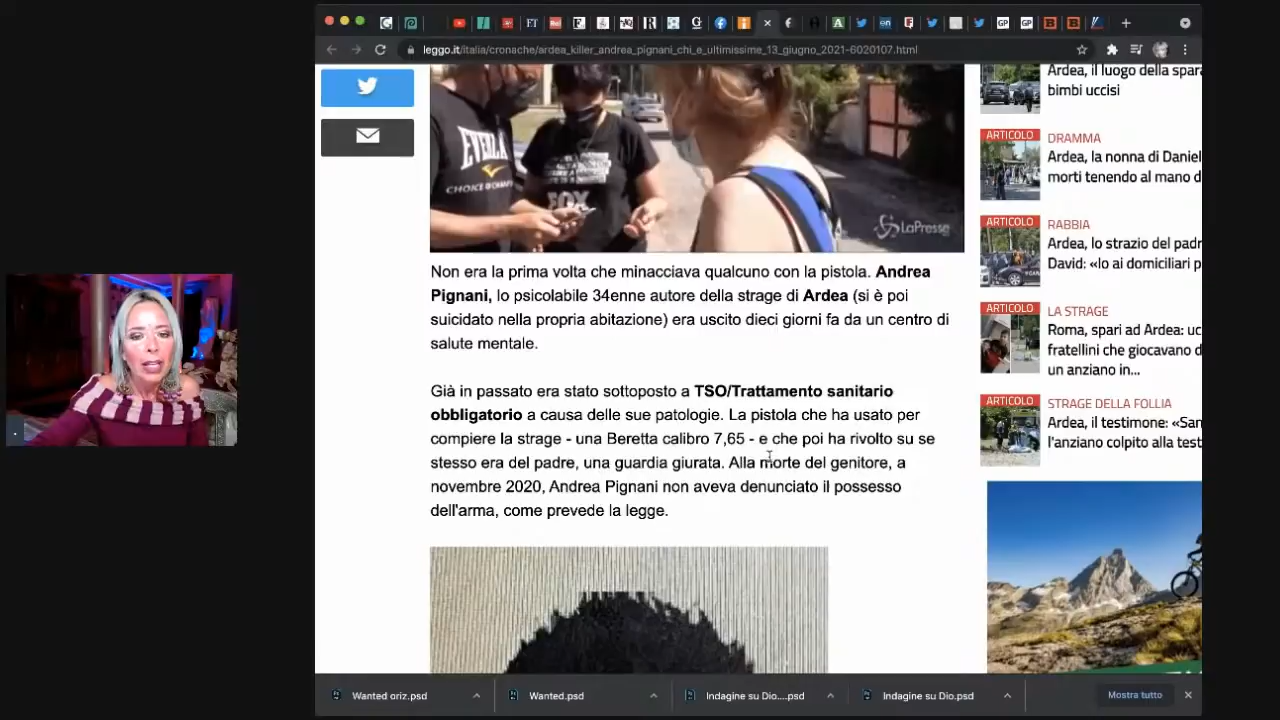 leggo.it/italia/cronache/ardea_killer_andrea_pignani_chi_e_ultimissime_13_giugno_2021-6020107.html
EVERLA
CHOICE OF CHAMPIO
FOX
LaPresse
Non era la prima volta che minacciava qualcuno con la pistola. Andrea
Pignani, lo psicolabile 34enne autore della strage di Ardea (si è poi
suicidato nella propria abitazione) era uscito dieci giorni fa da un centro di
salute mentale.
Già in passato era stato sottoposto a TSO/Trattamento sanitario
obbligatorio a causa delle sue patologie. La pistola che ha usato per
compiere la strage - una Beretta calibro 7,65 - e che poi ha rivolto su se
stesso era del padre, una guardia giurata. Alla morte del genitore, a
novembre 2020, Andrea Pignani non aveva denunciato il possesso
dell'arma, come prevede la legge.
Ardea, il luogo della spara
bimbi uccisi
ARTICOLO
DRAMMA
Ardea, la nonna di Daniel
morti tenendo al mano d
ARTICOLO
RABBIA
Ardea, lo strazio del padr
David: «Io ai domiciliari p
ARTICOLO
LA STRAGE
Roma, spari ad Ardea: uc
fratellini che giocavano d
un anziano in...
ARTICOLO
STRAGE DELLA FOLLIA
Ardea, il testimone: «San
l'anziano colpito alla test
Wanted oriz.psd
Wanted.psd
Indagine su Dio....psd
Indagine su Dio.psd
Mostra tutto